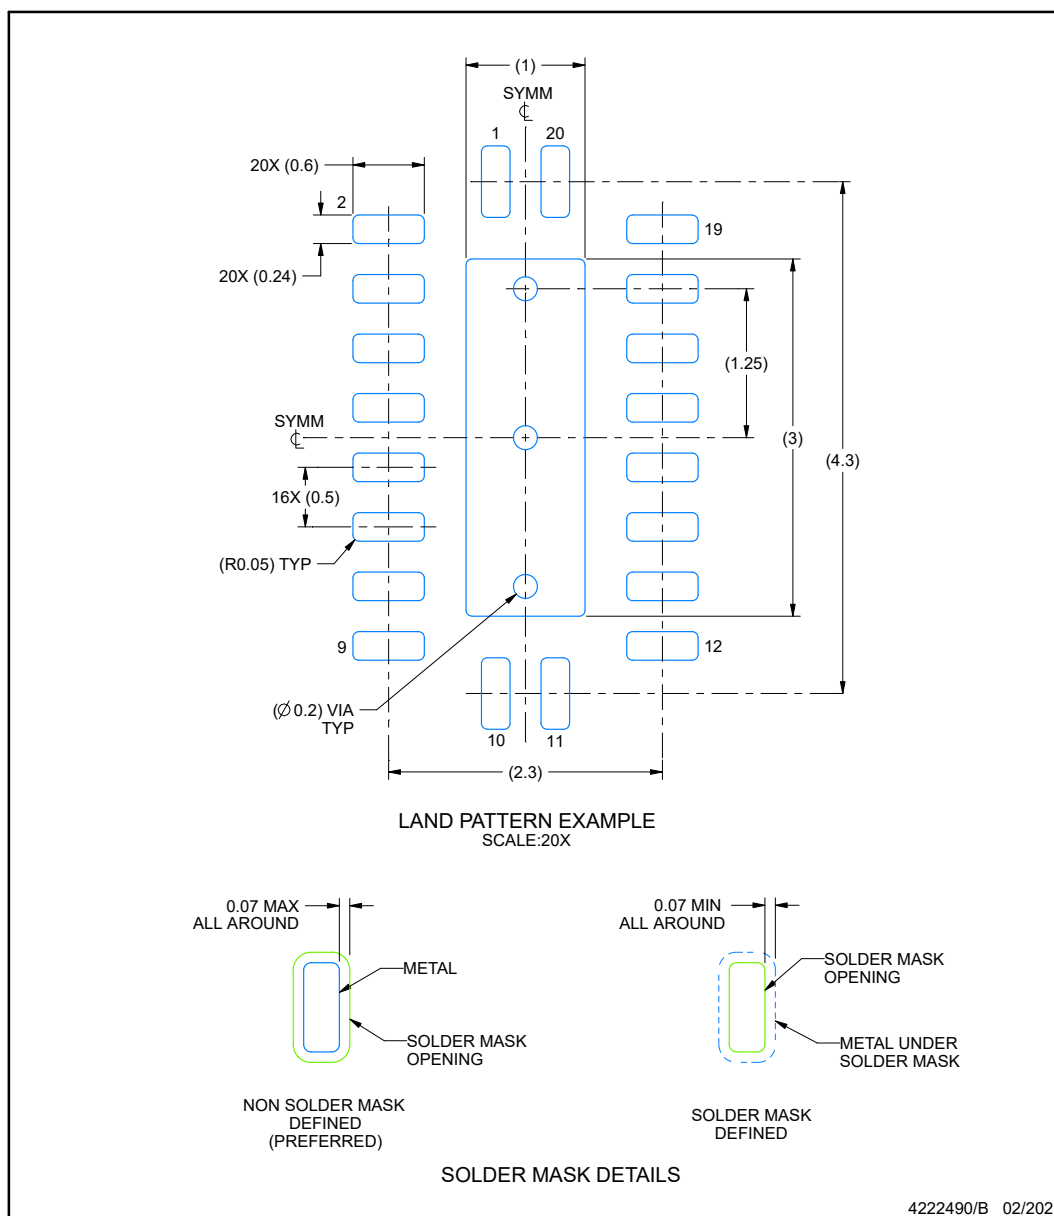 (1)
SYMM
1
20
20X (0.6)
2
19
20X (0.24)
(1.25)
SYMM
(3)
(4.3)
16X (0.5)
(R0.05) TYP
9
12
(Ø 0.2) VIA
TYP
10
11
(2.3)
LAND PATTERN EXAMPLE
SCALE:20X
0.07 MAX
ALL AROUND
METAL
SOLDER MASK
OPENING
NON SOLDER MASK
DEFINED
(PREFERRED)
0.07 MIN
ALL AROUND
SOLDER MASK
OPENING
METAL UNDER
SOLDER MASK
SOLDER MASK
DEFINED
SOLDER MASK DETAILS
4222490/B 02/202